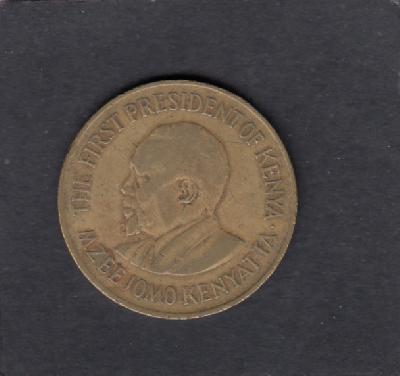 THE FIRST PRESIDENT OF KENYA ·
MZEE JOMO KENYATTA